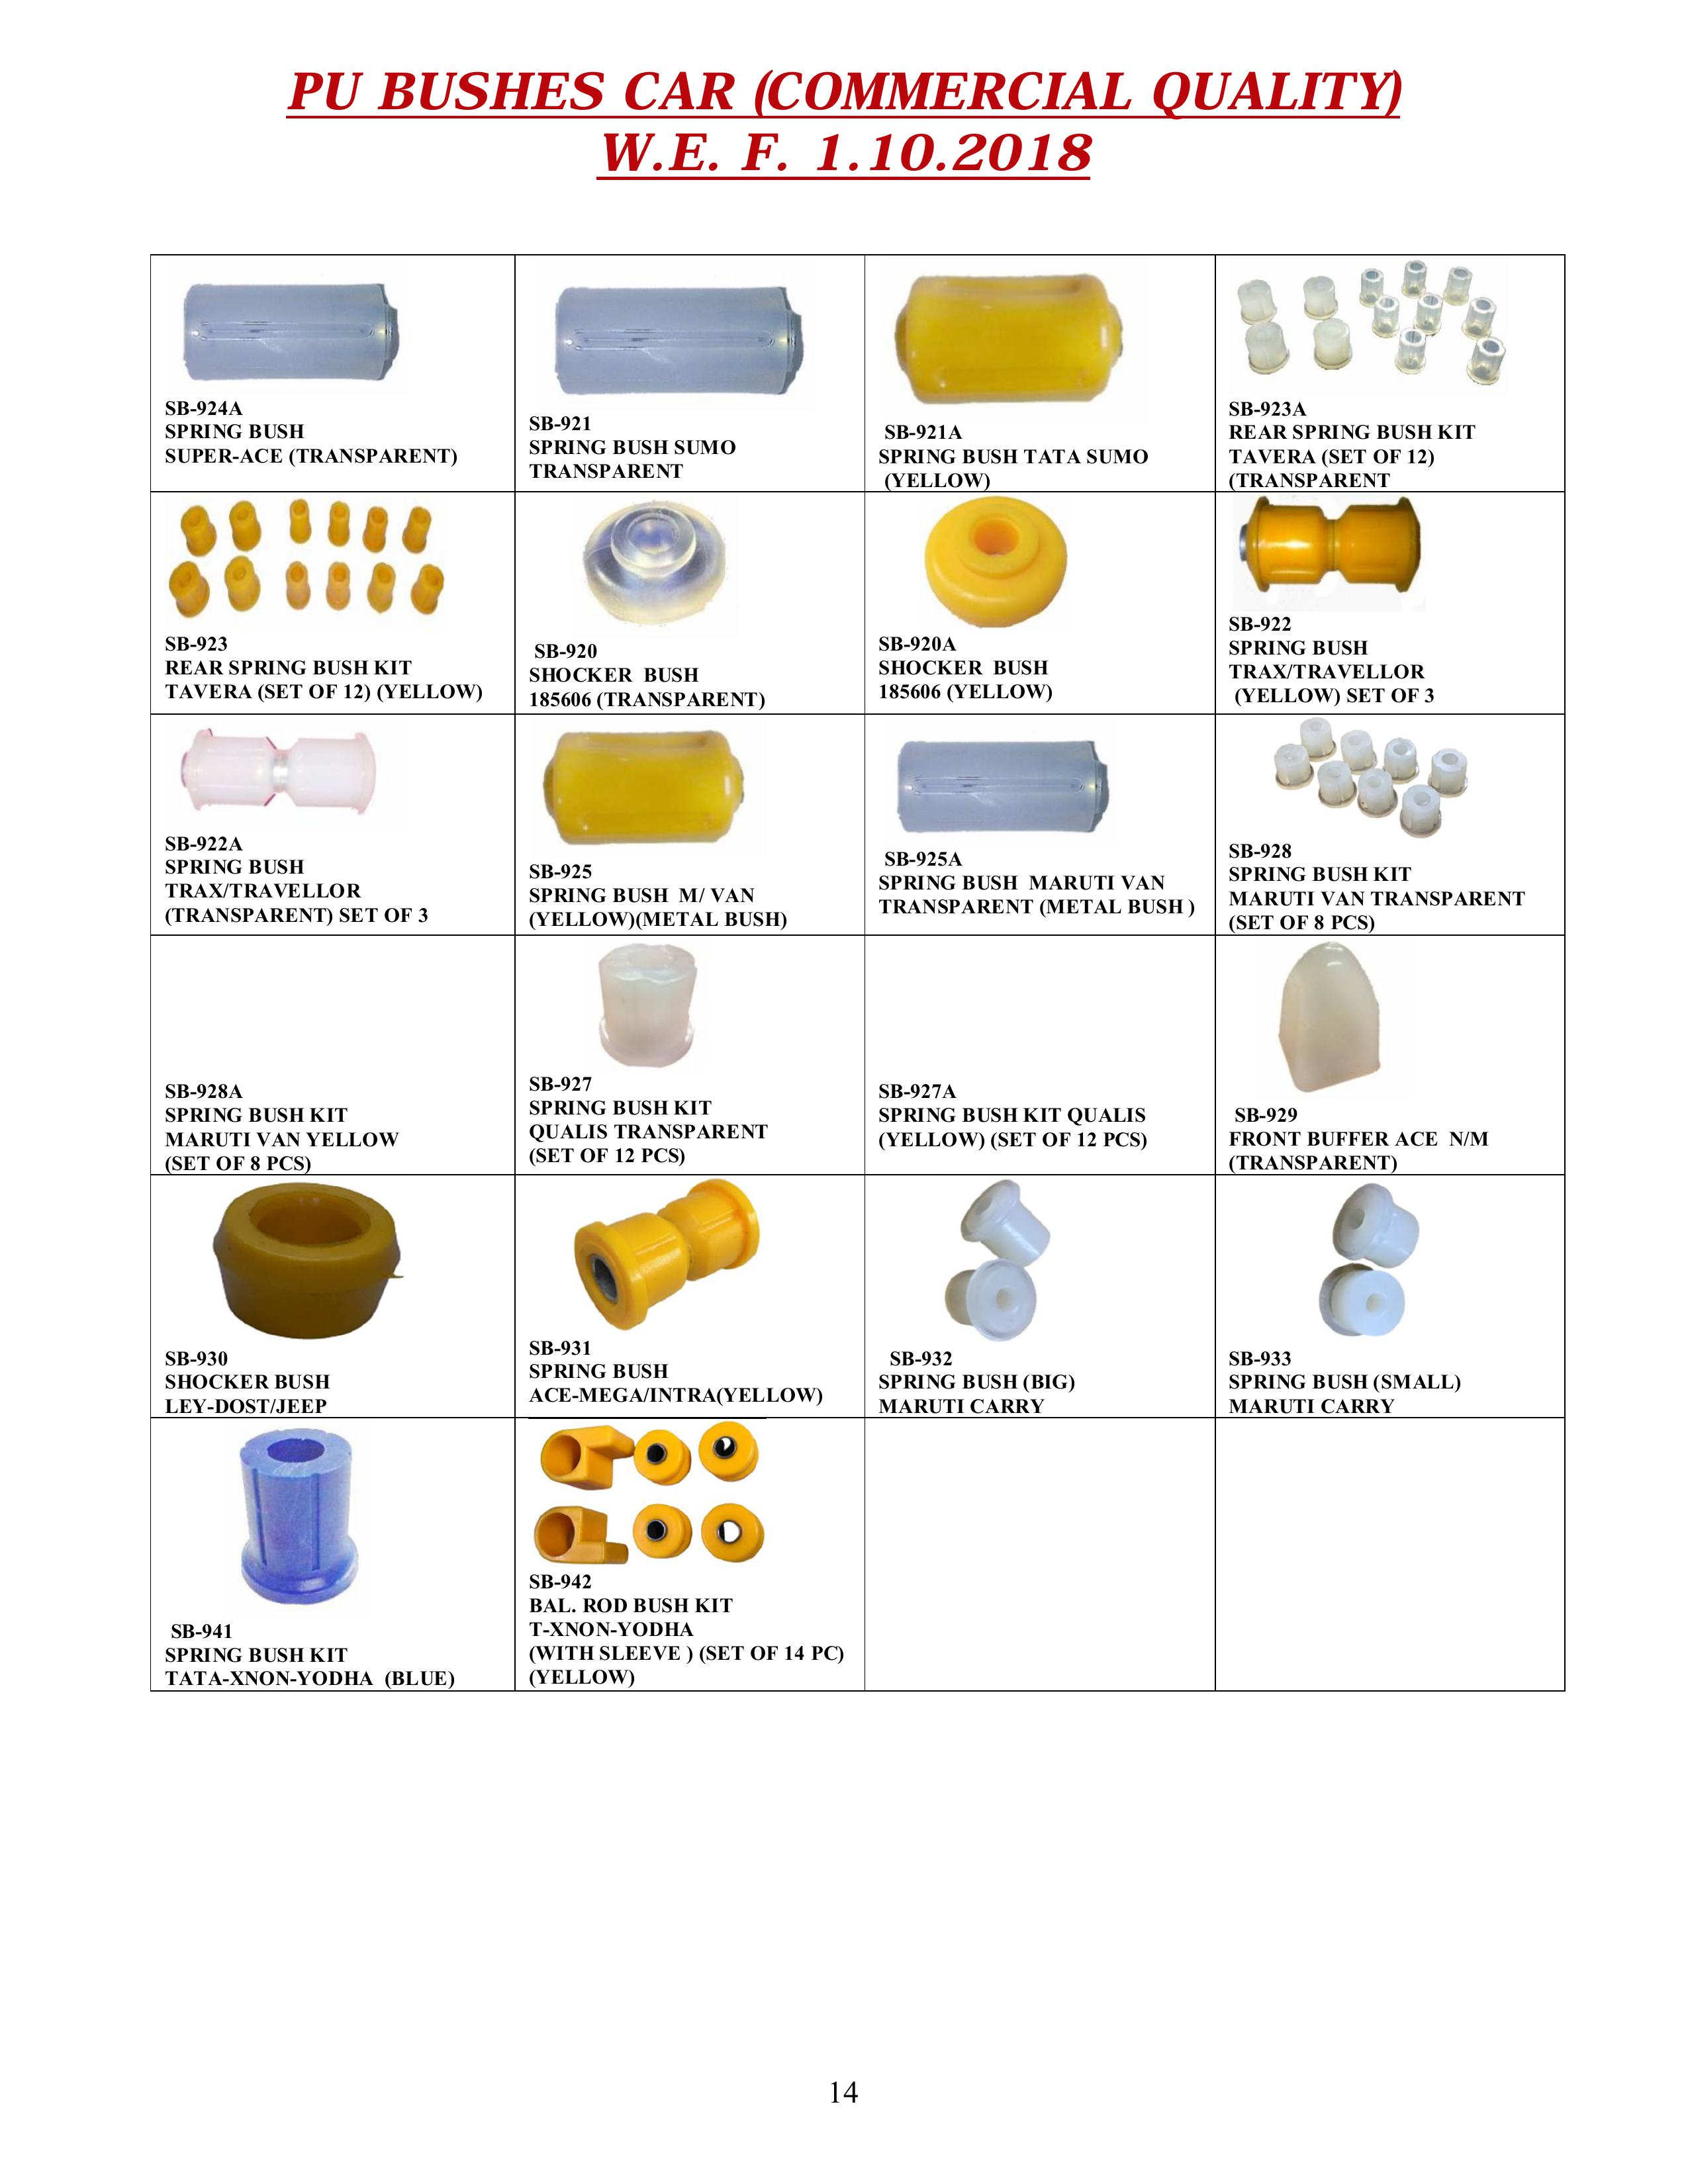 PU BUSHES CAR (COMMERCIAL QUALITY)
W.E. F. 1.10.2018
SB-924A
SPRING BUSH
SUPER-ACE (TRANSPARENT)
SB-921
SPRING BUSH SUMO
TRANSPARENT
SB-921A
SPRING BUSH TATA SUMO
(YELLOW)
SB-923A
REAR SPRING BUSH KIT
TAVERA (SET OF 12)
(TRANSPARENT
SB-923
REAR SPRING BUSH KIT
TAVERA (SET OF 12) (YELLOW)
SB-920
SHOCKER BUSH
185606 (TRANSPARENT)
SB-920A
SHOCKER BUSH
185606 (YELLOW)
SB-922
SPRING BUSH
TRAX/TRAVELLOR
(YELLOW) SET OF 3
SB-922A
SPRING BUSH
TRAX/TRAVELLOR
(TRANSPARENT) SET OF 3
SB-925
SPRING BUSH M/ VAN
(YELLOW)(METAL BUSH)
SB-925A
SPRING BUSH MARUTI VAN
TRANSPARENT (METAL BUSH )
SB-928
SPRING BUSH KIT
MARUTI VAN TRANSPARENT
(SET OF 8 PCS)
SB-928A
SPRING BUSH KIT
MARUTI VAN YELLOW
(SET OF 8 PCS)
SB-927
SPRING BUSH KIT
QUALIS TRANSPARENT
(SET OF 12 PCS)
SB-927A
SPRING BUSH KIT QUALIS
(YELLOW) (SET OF 12 PCS)
SB-929
FRONT BUFFER ACE N/M
(TRANSPARENT)
SB-930
SHOCKER BUSH
LEY-DOST/JEEP
SB-931
SPRING BUSH
ACE-MEGA/INTRA(YELLOW)
SB-932
SPRING BUSH (BIG)
MARUTI CARRY
SB-933
SPRING BUSH (SMALL)
MARUTI CARRY
SB-941
SPRING BUSH KIT
TATA-XNON-YODHA (BLUE)
SB-942
BAL. ROD BUSH KIT
T-XNON-YODHA
(WITH SLEEVE ) (SET OF 14 PC)
(YELLOW)
14